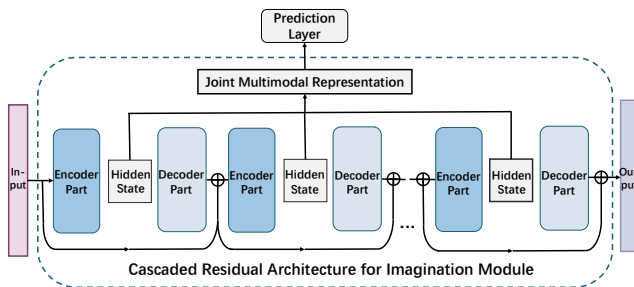 Prediction
Layer
Joint Multimodal Representation
In-
put
Encoder
Part
Hidden
State
Decoder
Part
Encoder
Part
Hidden
State
Decoder
Part
...
Encoder
Part
Hidden
State
Decoder
Part
Out-
put
Cascaded Residual Architecture for Imagination Module